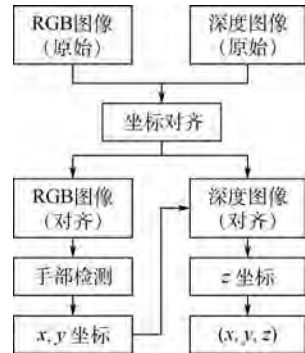 RGB图像
(原始)
深度图像
(原始)
坐标对齐
RGB图像
(对齐)
深度图像
(对齐)
手部检测
z 坐标
x, y 坐标
(x, y, z)